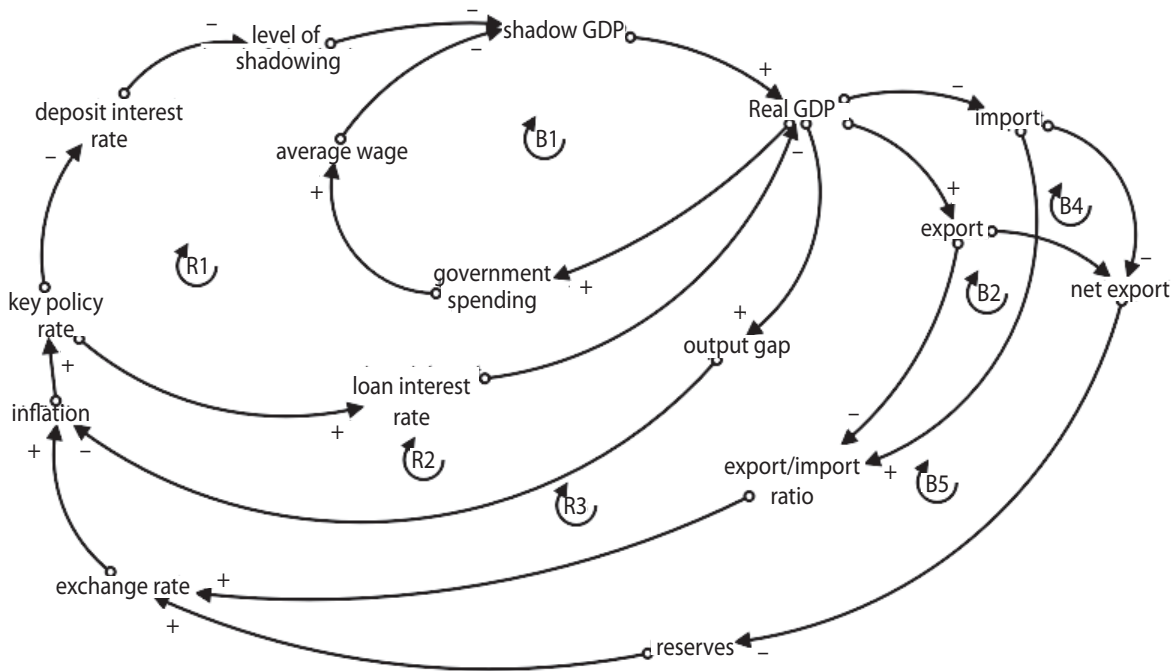 −
−
level of
shadowing
−
shadow GDP
−
+
deposit interest
rate
Real GDP
−
import
−
average wage
B1
−
+
+
B4
export
R1
government
spending
+
−
net export
B2
key policy
rate
+
+
output gap
loan interest
rate
inflation
+
−
+
R2
−
export/import
ratio
+
B5
R3
exchange rate
+
+
reserves
−